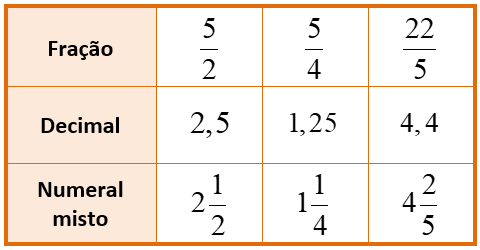 Fração 5/2 5/4 22/5
Decimal 2,5 1,25 4,4
Numeral misto 2 1/2 1 1/4 4 2/5